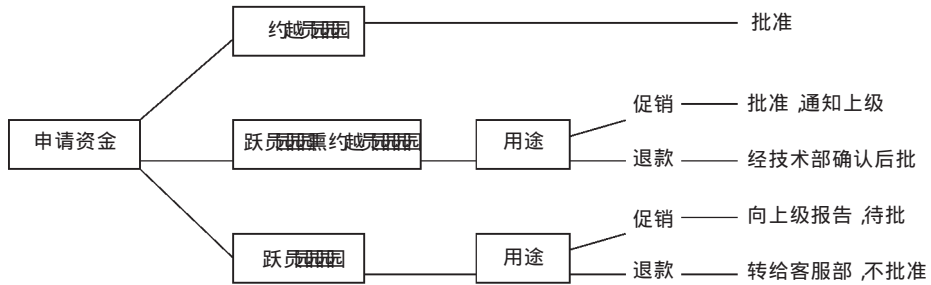 批准
促销
批准,通知上级
申请资金
用途
退款
经技术部确认后批
促销
向上级报告,待批
用途
退款
转给客服部,不批准